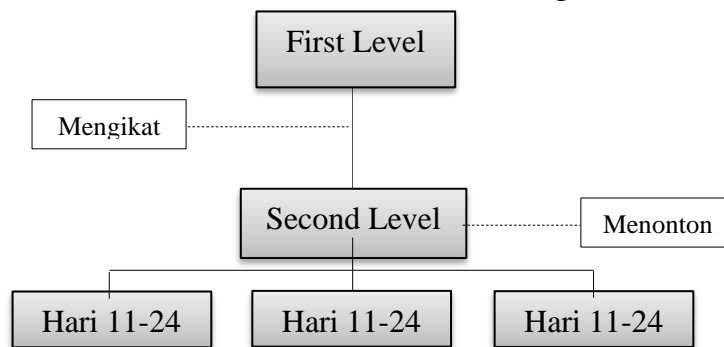 First Level
Mengikat
Second Level
Menonton
Hari 11-24
Hari 11-24
Hari 11-24